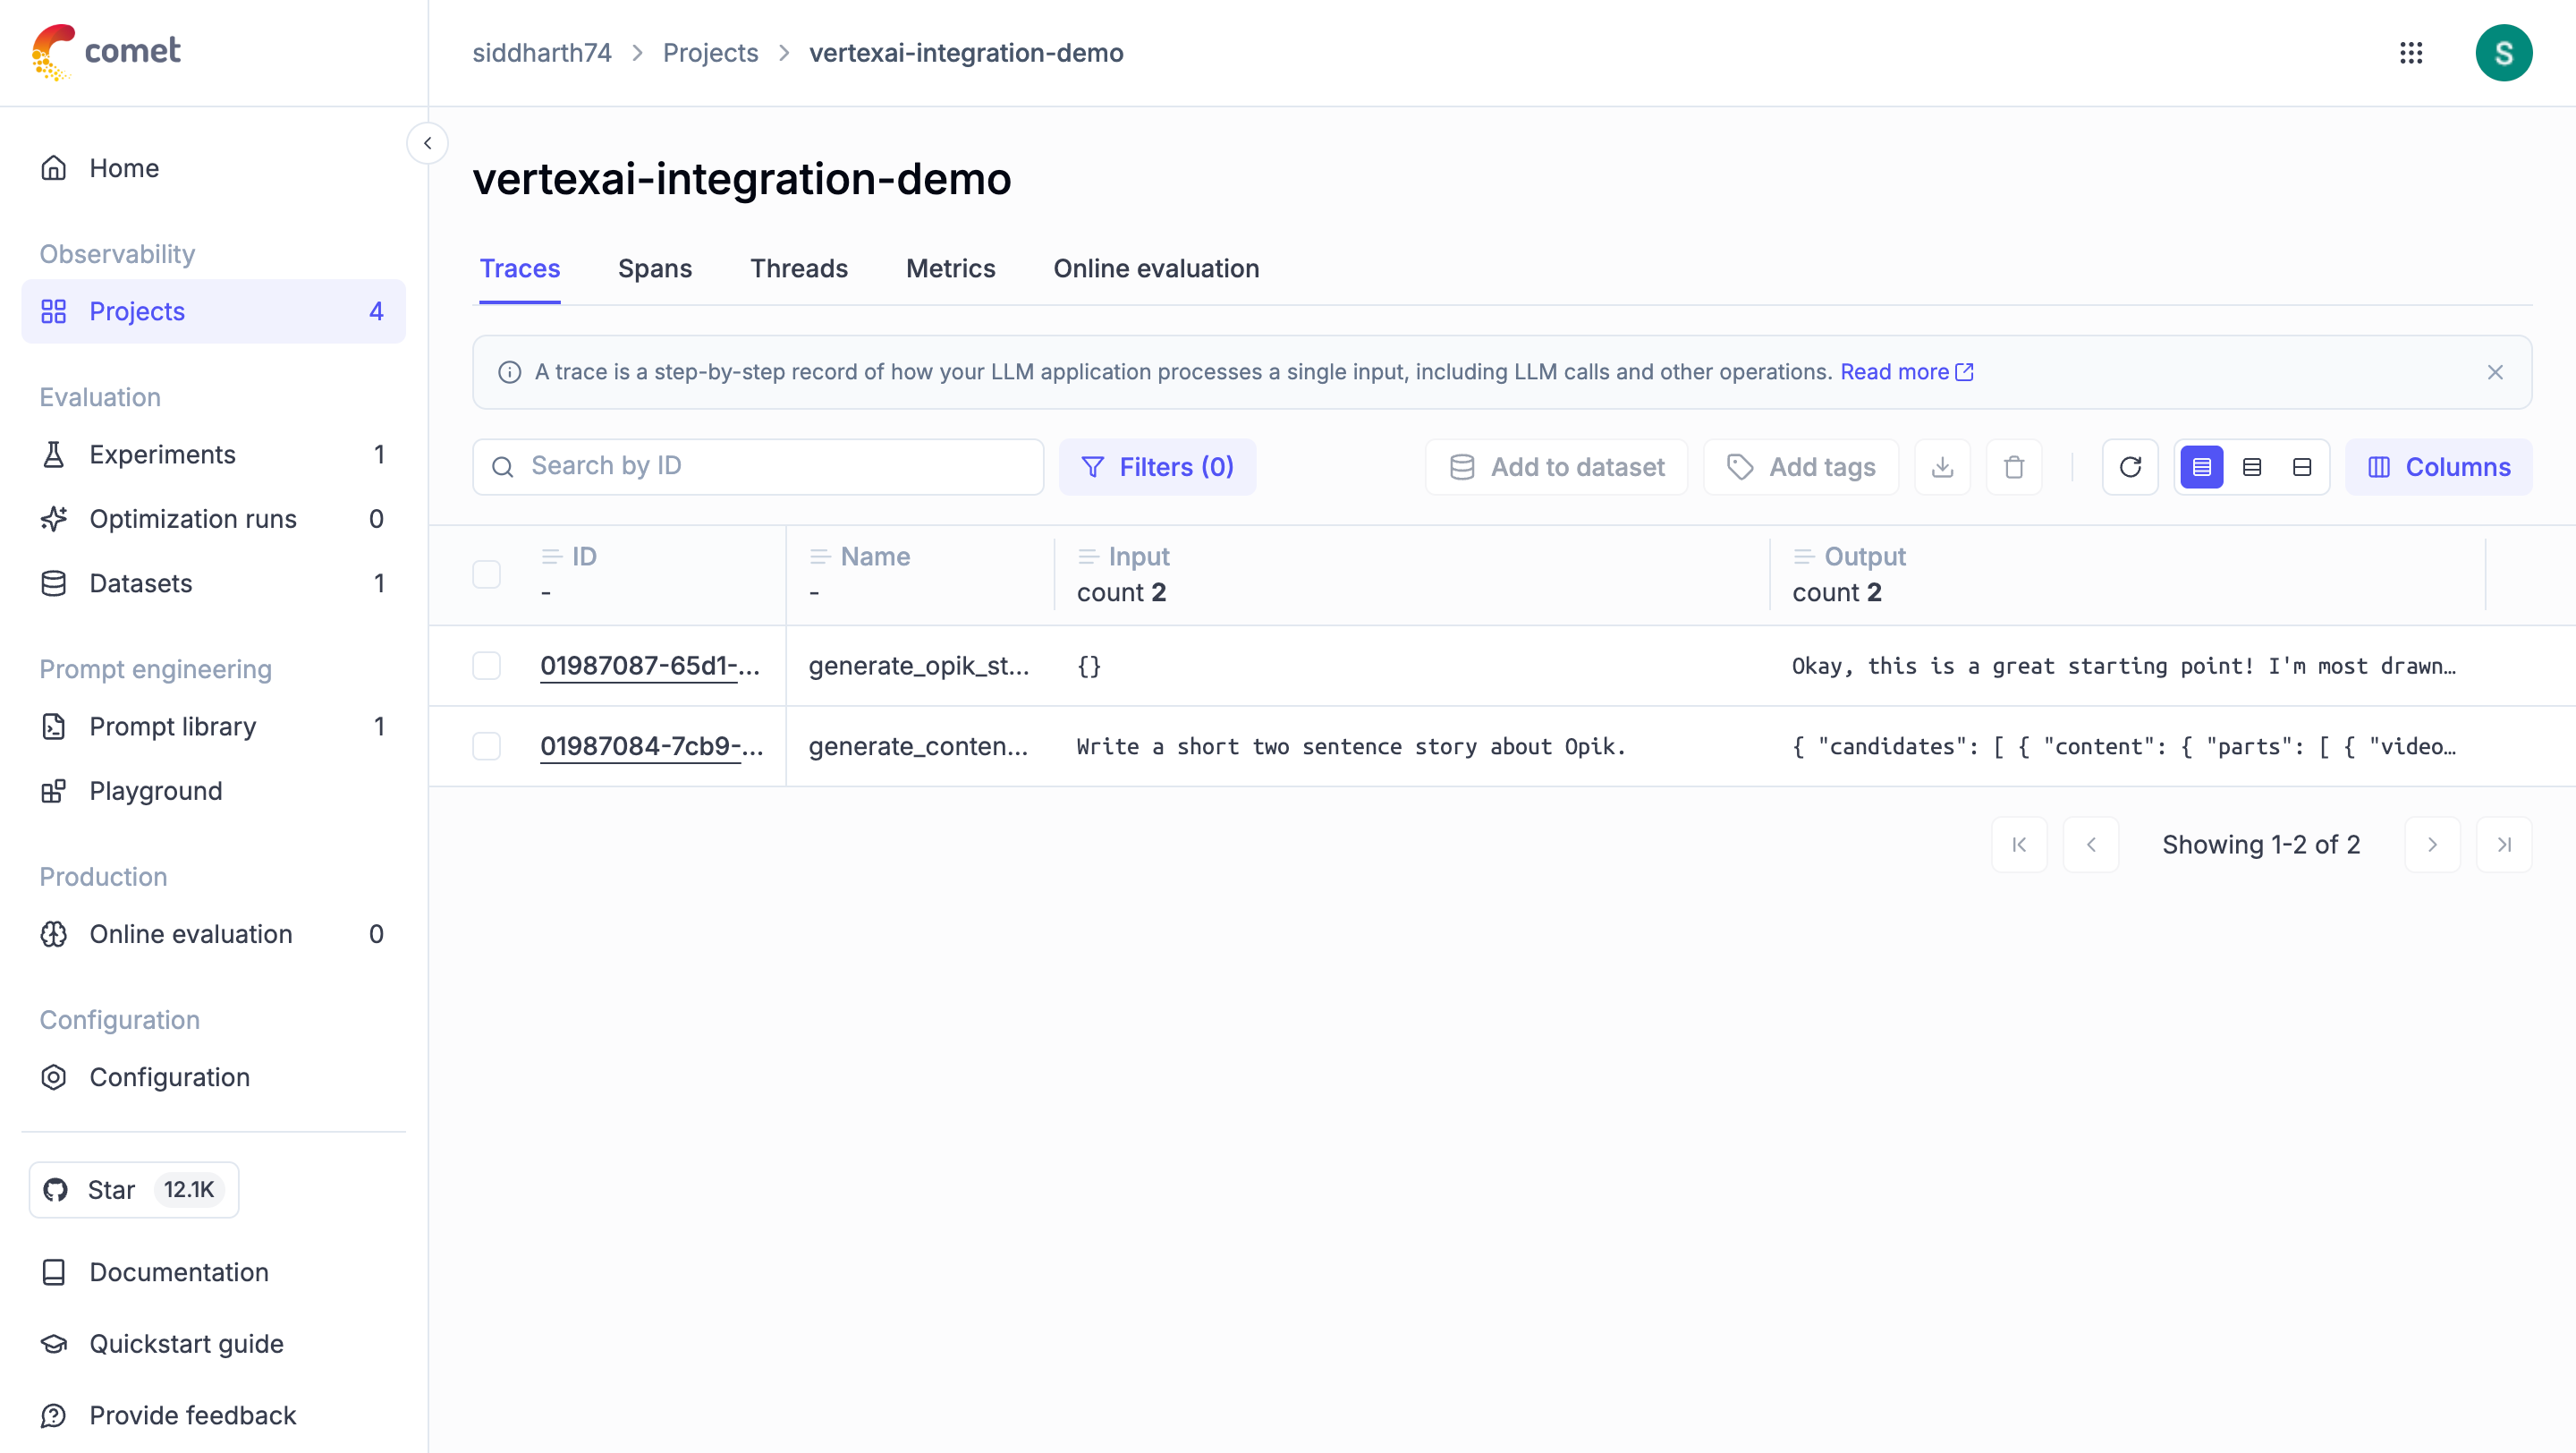 comet
siddharth74 > Projects > vertexai-integration-demo
S
Home
Observability
Projects 4
Evaluation
Experiments 1
Optimization runs 0
Datasets 1
Prompt engineering
Prompt library 1
Playground
Production
Online evaluation 0
Configuration
Configuration
Star 12.1K
Documentation
Quickstart guide
Provide feedback
vertexai-integration-demo
Traces Spans Threads Metrics Online evaluation
A trace is a step-by-step record of how your LLM application processes a single input, including LLM calls and other operations. Read more
Search by ID Filters (0) Add to dataset Add tags Columns
ID Name Input Output
- - count 2 count 2
01987087-65d1-... generate_opik_st... {} Okay, this is a great starting point! I'm most drawn…
01987084-7cb9-... generate_conten... Write a short two sentence story about Opik. { "candidates": [ { "content": { "parts": [ { "video…
Showing 1-2 of 2